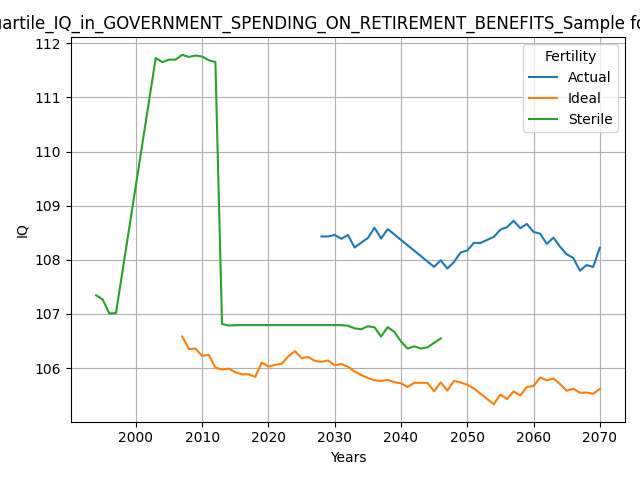 uartile_IQ_in_GOVERNMENT_SPENDING_ON_RETIREMENT_BENEFITS_Sample fo
Fertility
Actual
Ideal
Sterile
112
111
110
109
108
107
106
IQ
2000 2010 2020 2030 2040 2050 2060 2070
Years